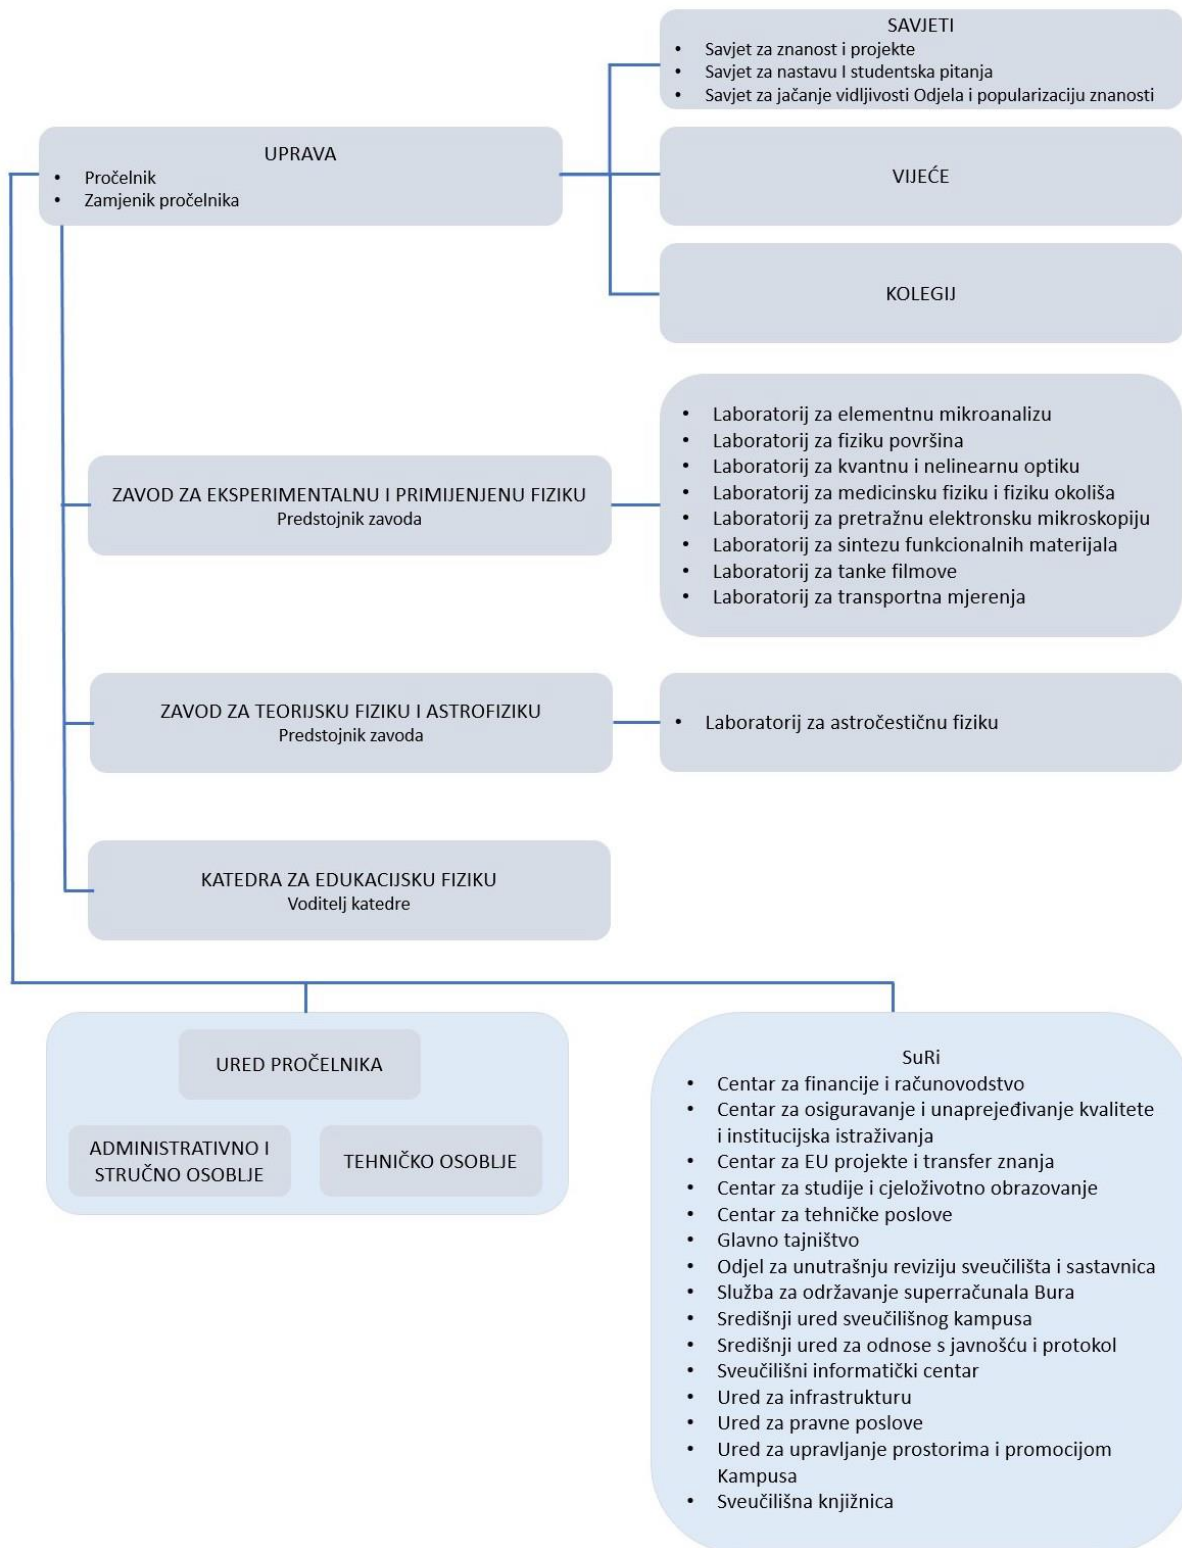 SAVJETI
• Savjet za znanost i projekte
• Savjet za nastavu I studentska pitanja
• Savjet za jačanje vidljivosti Odjela i popularizaciju znanosti
UPRAVA
• Pročelnik
• Zamjenik pročelnika
VIJEĆE
KOLEGIJ
ZAVOD ZA EKSPERIMENTALNU I PRIMIJENJENU FIZIKU
Predstojnik zavoda
• Laboratorij za elementnu mikroanalizu
• Laboratorij za fiziku površina
• Laboratorij za kvantnu i nelinearnu optiku
• Laboratorij za medicinsku fiziku i fiziku okoliša
• Laboratorij za pretražnu elektronsku mikroskopiju
• Laboratorij za sintezu funkcionalnih materijala
• Laboratorij za tanke filmove
• Laboratorij za transportna mjerenja
ZAVOD ZA TEORIJSKU FIZIKU I ASTROFIZIKU
Predstojnik zavoda
• Laboratorij za astročestičnu fiziku
KATEDRA ZA EDUKACIJSKU FIZIKU
Voditelj katedre
URED PROČELNIKA
ADMINISTRATIVNO I
STRUČNO OSOBLJE
TEHNIČKO OSOBLJE
SuRi
• Centar za financije i računovodstvo
• Centar za osiguravanje i unaprejeđivanje kvalitete
i institucijska istraživanja
• Centar za EU projekte i transfer znanja
• Centar za studije i cjeloživotno obrazovanje
• Centar za tehničke poslove
• Glavno tajništvo
• Odjel za unutrašnju reviziju sveučilišta i sastavnica
• Služba za održavanje superračunala Bura
• Središnji ured sveučilišnog kampusa
• Središnji ured za odnose s javnošću i protokol
• Sveučilišni informatički centar
• Ured za infrastrukturu
• Ured za pravne poslove
• Ured za upravljanje prostorima i promocijom
Kampusa
• Sveučilišna knjižnica